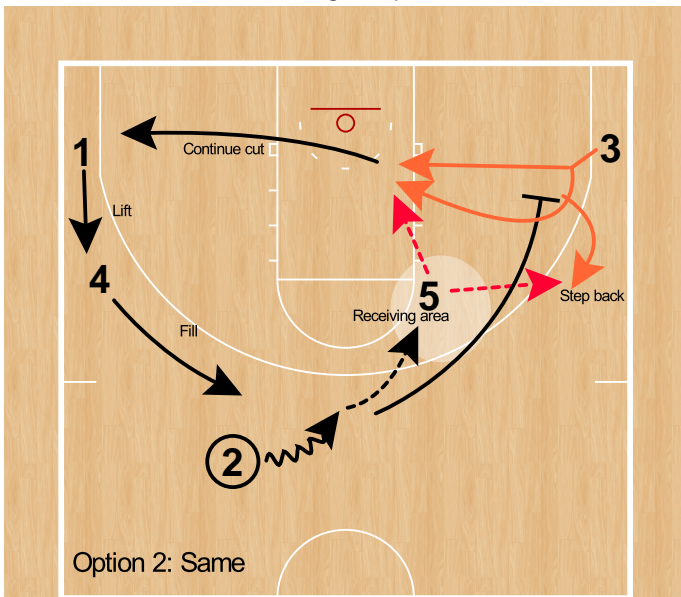 1
Continue cut
3
Lift
4
5
Step back
Receiving area
Fill
2
Option 2: Same